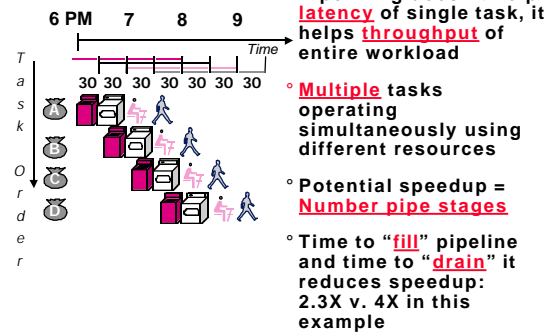 latency of single task, it
helps throughput of
entire workload
6 PM 7 8 9
Time
30 30 30 30 30 30 30
Task Order
A
B
C
D
° Multiple tasks
operating
simultaneously using
different resources
° Potential speedup =
Number pipe stages
° Time to “fill” pipeline
and time to “drain” it
reduces speedup:
2.3X v. 4X in this
example